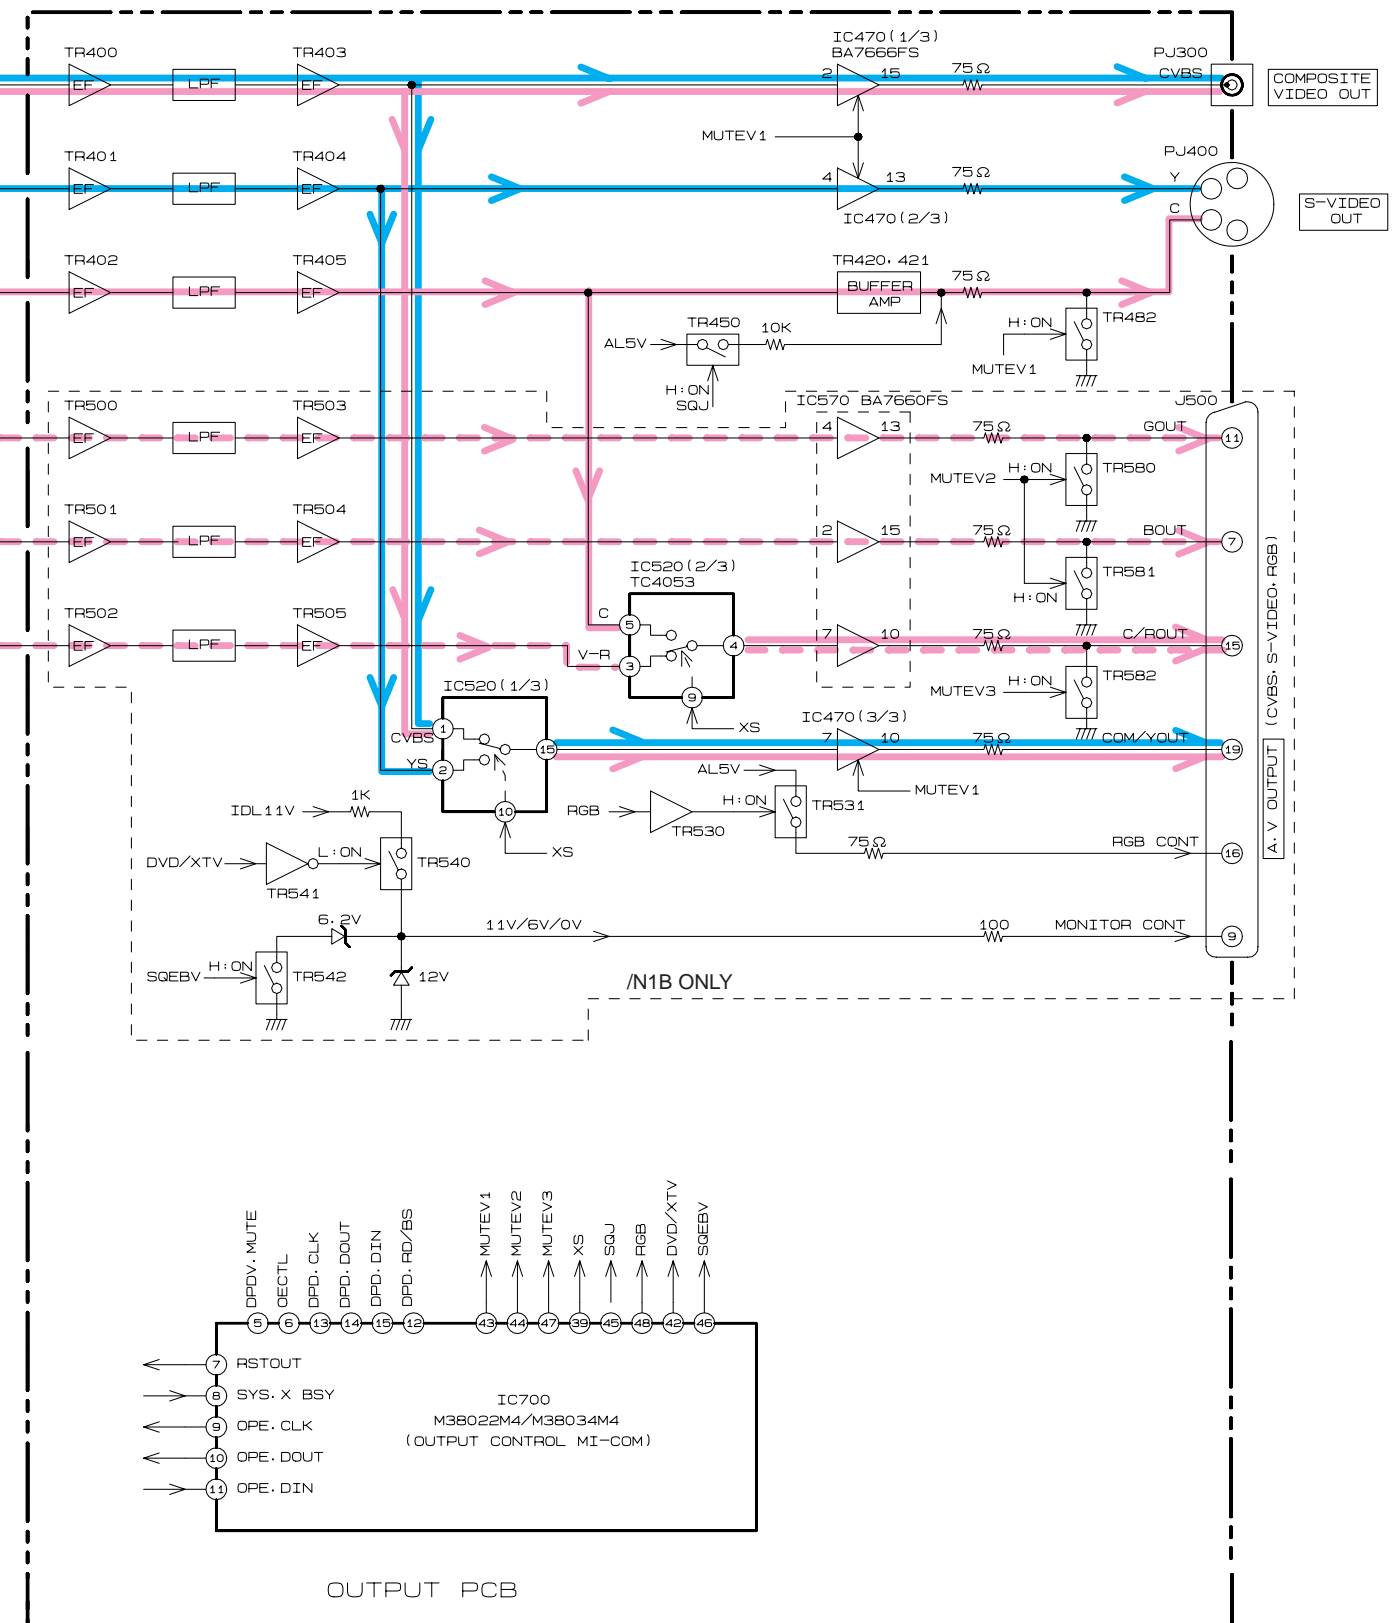 IC470(1/3)
BA7666FS
TR400
TR403
PJ300
EF
LPF
EF
2
15
75Ω
CVBS
COMPOSITE
VIDEO OUT
MUTEV1
TR401
TR404
PJ400
EF
LPF
EF
4
13
75Ω
Y
IC470(2/3)
C
S-VIDEO
OUT
TR402
TR405
TR420, 421
EF
LPF
EF
BUFFER
AMP
75Ω
TR450
10K
AL5V
H:ON
SQJ
H:ON
TR482
MUTEV1
IC570 BA7660FS
J500
TR500
TR503
EF
LPF
EF
4
13
75Ω
GOUT
11
MUTEV2
H:ON
TR580
TR501
TR504
EF
LPF
EF
2
15
75Ω
BOUT
7
IC520(2/3)
TC4053
H:ON
TR581
TR502
TR505
C
5
EF
LPF
EF
V-R
3
4
7
10
75Ω
C/ROUT
15
9
XS
MUTEV3
H:ON
TR582
IC520(1/3)
IC470(3/3)
1
CVBS
15
7
10
75Ω
COM/YOUT
19
YS
2
10
XS
MUTEV1
AL5V
RGB
TR530
H:ON
TR531
75Ω
RGB CONT
16
IDL11V
1K
DVD/XTV
TR541
L:ON
TR540
6.2V
11V/6V/0V
100
MONITOR CONT
9
SQEBV
H:ON
TR542
12V
/N1B ONLY
A.V OUTPUT
(CVBS, S-VIDEO, RGB)
DPDV.MUTE
OECTL
DPD.CLK
DPD.DOUT
DPD.DIN
DPD.RD/BS
MUTEV1
MUTEV2
MUTEV3
XS
SQJ
RGB
DVD/XTV
SQEBV
5
6
13
14
15
12
43
44
47
39
45
48
42
46
7 RSTOUT
8 SYS.X BSY
9 OPE.CLK
10 OPE.DOUT
11 OPE.DIN
IC700
M38022M4/M38034M4
(OUTPUT CONTROL MI-COM)
OUTPUT PCB